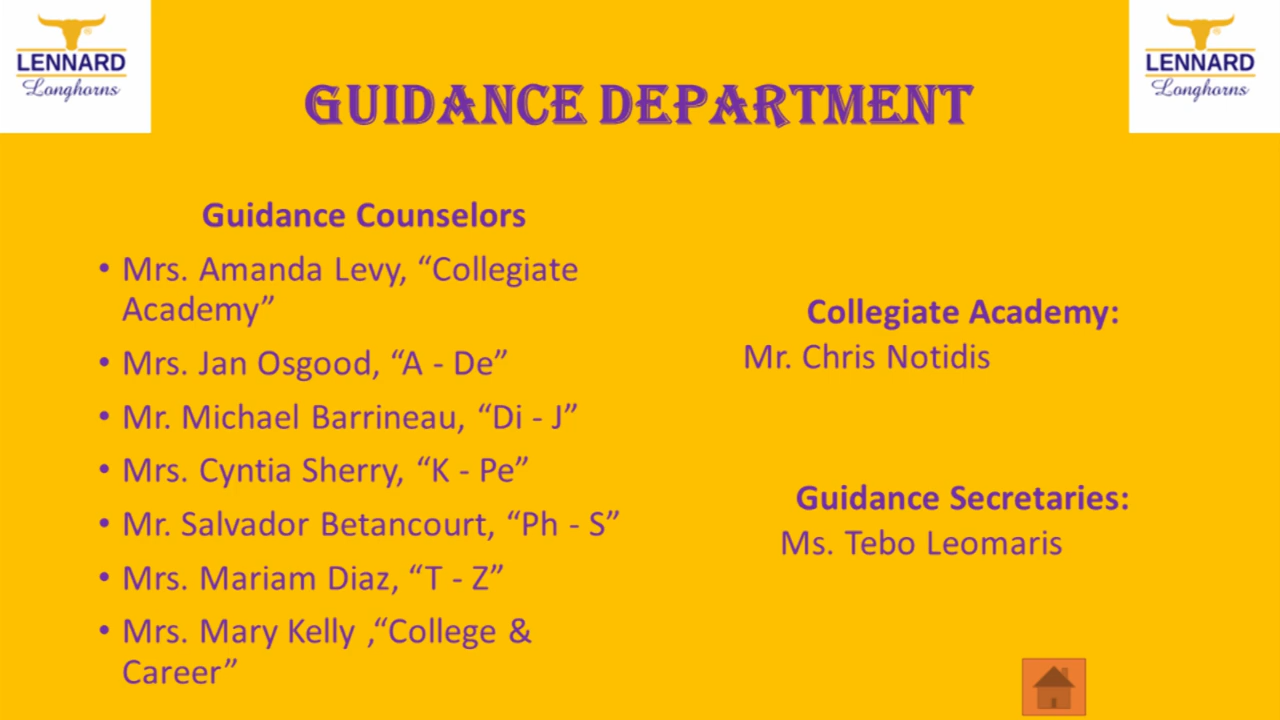 LENNARD
Longhorns
LENNARD
Longhorns
GUIDANCE DEPARTMENT
Guidance Counselors
• Mrs. Amanda Levy, “Collegiate
Academy”
• Mrs. Jan Osgood, “A - De”
• Mr. Michael Barrineau, “Di - J”
• Mrs. Cyntia Sherry, “K - Pe”
• Mr. Salvador Betancourt, “Ph - S”
• Mrs. Mariam Diaz, “T - Z”
• Mrs. Mary Kelly ,“College &
Career”
Collegiate Academy:
Mr. Chris Notidis
Guidance Secretaries:
Ms. Tebo Leomaris